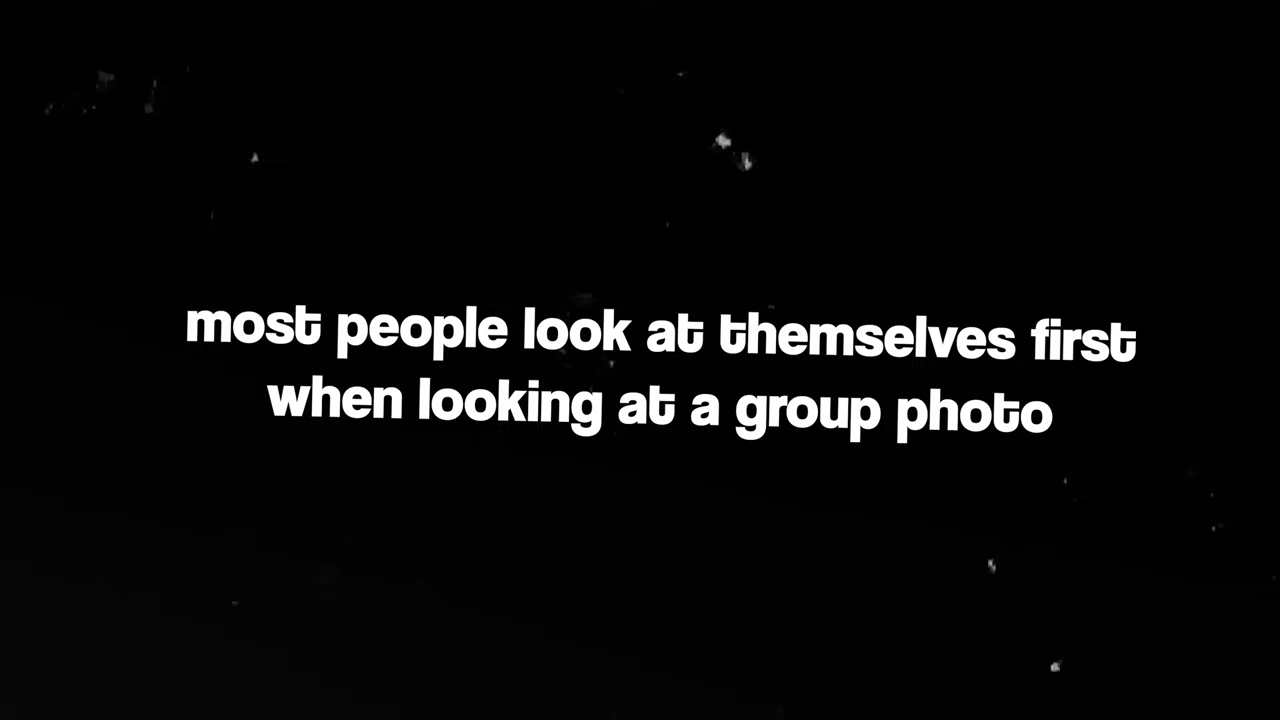 most people look at themselves first
when looking at a group photo